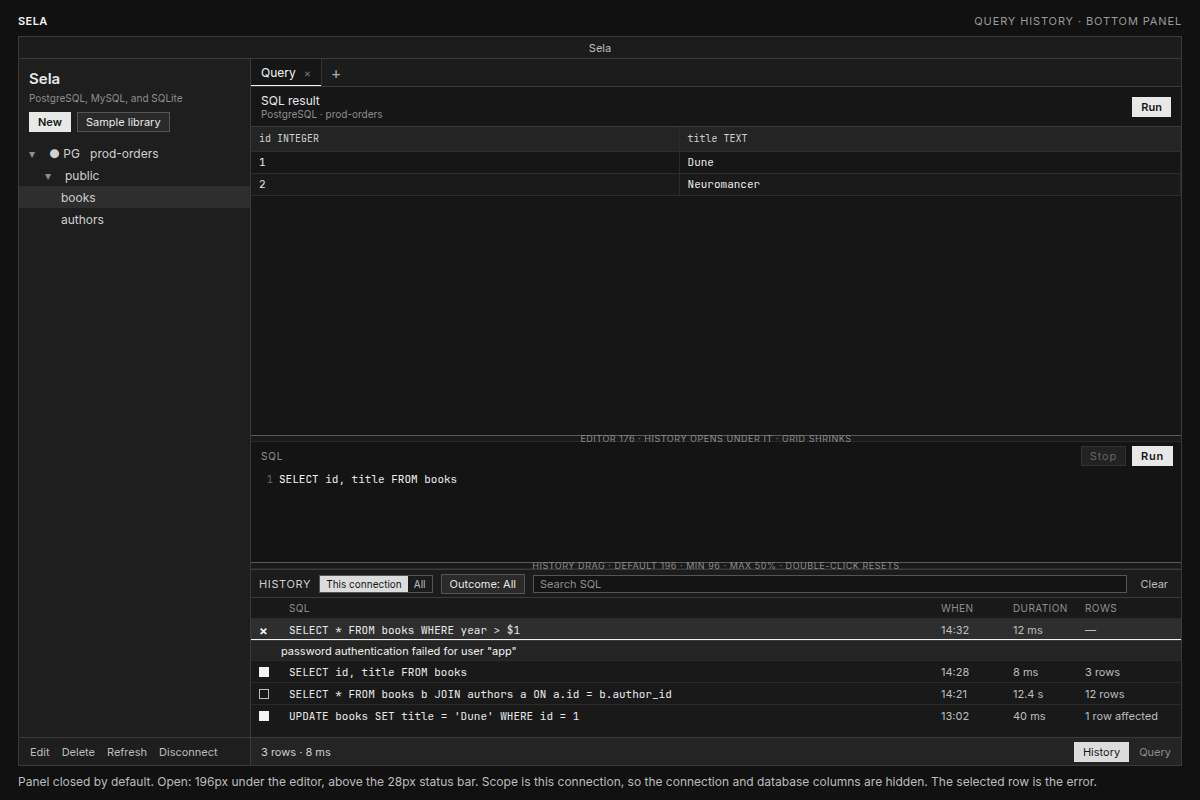 SELA
QUERY HISTORY · BOTTOM PANEL
Sela
Sela
PostgreSQL, MySQL, and SQLite
New
Sample library
▾ ● PG prod-orders
▾ public
books
authors
Query ×
+
SQL result
PostgreSQL · prod-orders
Run
id INTEGER
title TEXT
1
Dune
2
Neuromancer
EDITOR 176 · HISTORY OPENS UNDER IT · GRID SHRINKS
SQL
Stop
Run
1 SELECT id, title FROM books
HISTORY DRAG · DEFAULT 196 · MIN 96 · MAX 50% · DOUBLE-CLICK RESETS
HISTORY
This connection
All
Outcome: All
Search SQL
Clear
SQL WHEN DURATION ROWS
× SELECT * FROM books WHERE year > $1 14:32 12 ms —
password authentication failed for user "app"
SELECT id, title FROM books 14:28 8 ms 3 rows
SELECT * FROM books b JOIN authors a ON a.id = b.author_id 14:21 12.4 s 12 rows
UPDATE books SET title = 'Dune' WHERE id = 1 13:02 40 ms 1 row affected
Edit Delete Refresh Disconnect
3 rows · 8 ms
History
Query
Panel closed by default. Open: 196px under the editor, above the 28px status bar. Scope is this connection, so the connection and database columns are hidden. The selected row is the error.